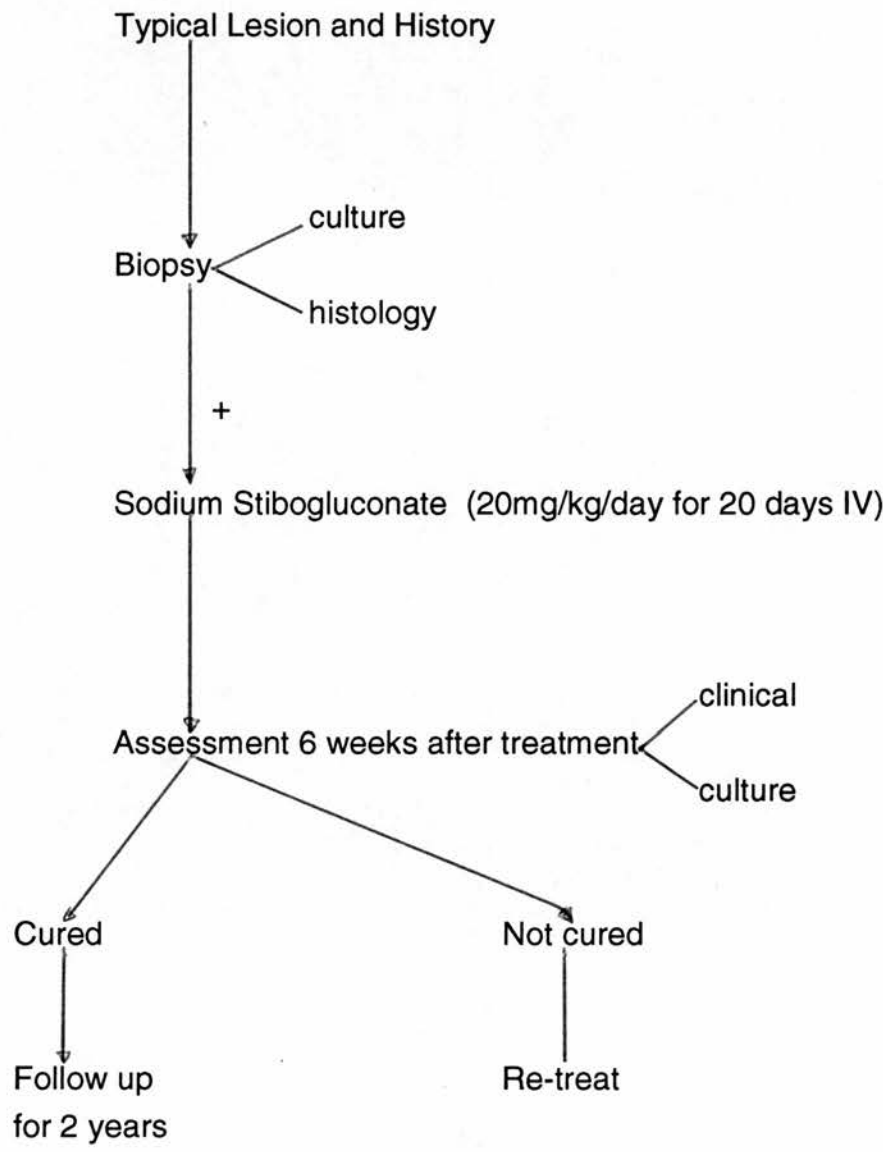 Typical Lesion and History
culture
Biopsy
histology
+
Sodium Stibogluconate (20mg/kg/day for 20 days IV)
clinical
Assessment 6 weeks after treatment
culture
Cured
Not cured
Follow up
for 2 years
Re-treat